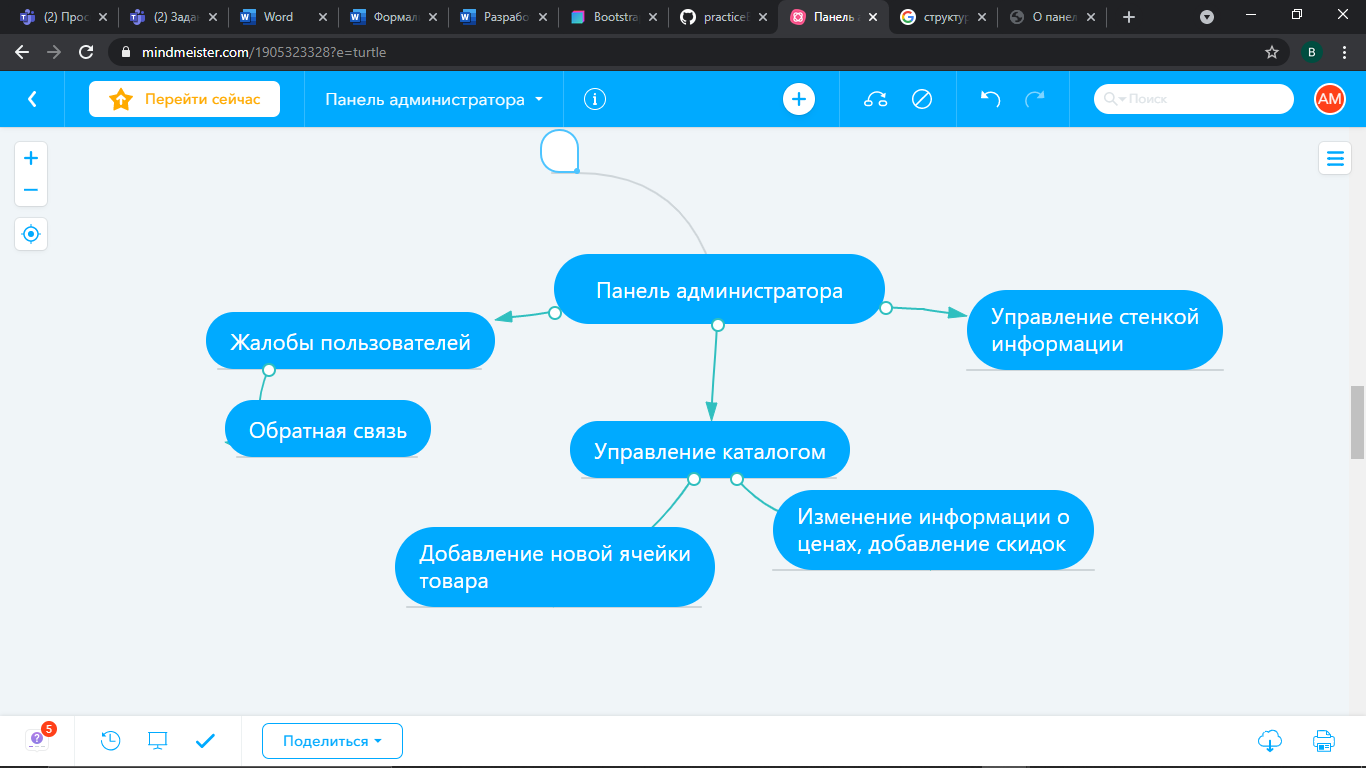 (2) Прос
(2) Зада
Word
Формал
Разрабо
Bootstra
practice
Панель а
структур
О панел
mindmeister.com/1905323328?e=turtle
B
Перейти сейчас
Панель администратора
Поиск
AM
Панель администратора
Управление стенкой
информации
Жалобы пользователей
Обратная связь
Управление каталогом
Изменение информации о
ценах, добавление скидок
Добавление новой ячейки
товара
5
Поделиться